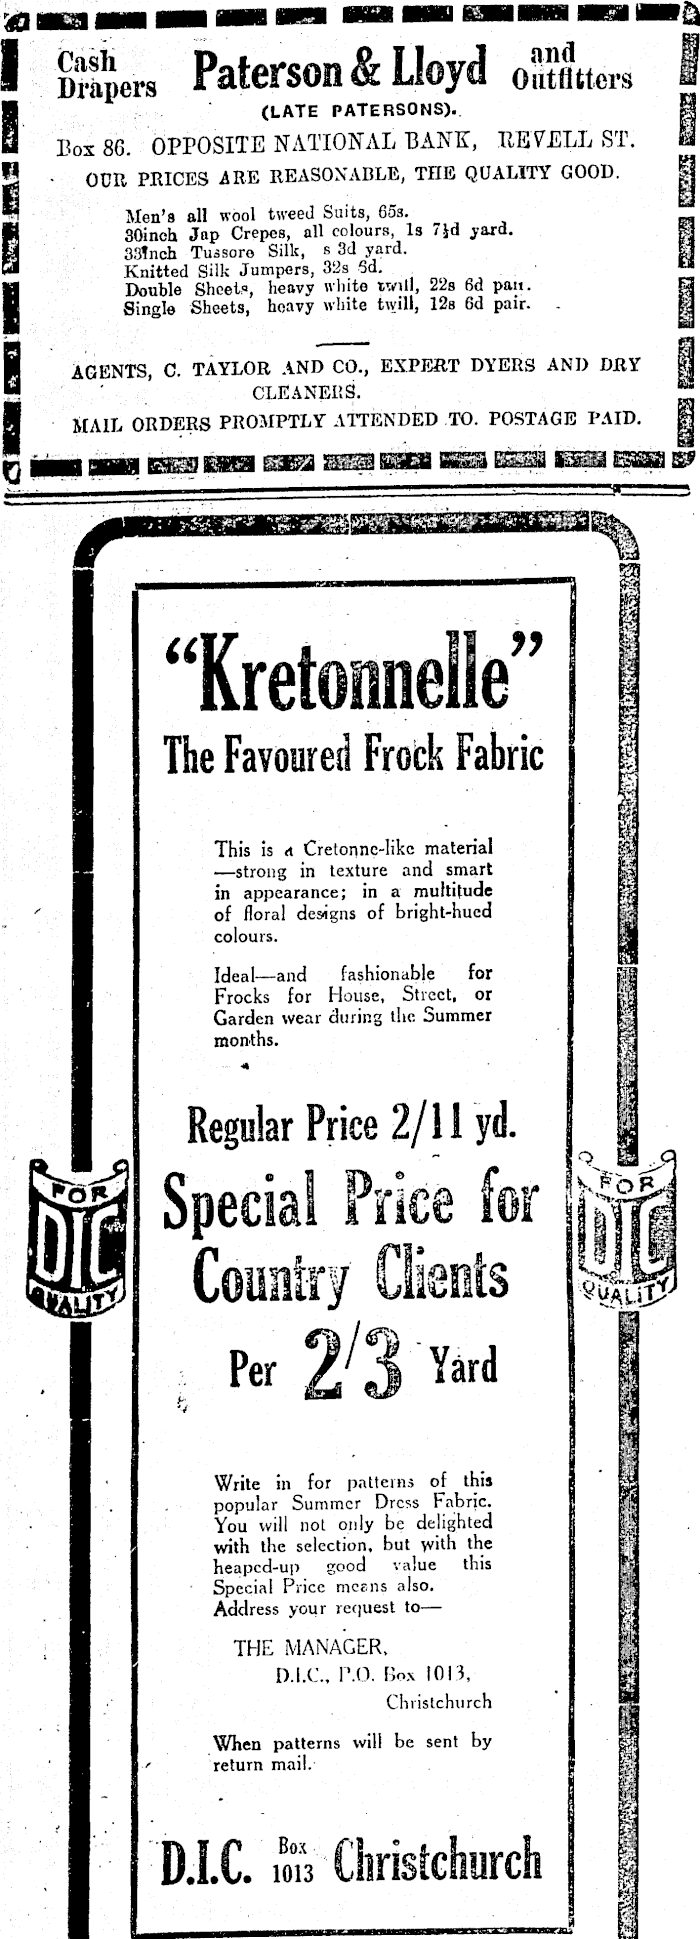 Cash Drapers Paterson & Lloyd and Outfitters
(LATE PATERSONS).
Box 86. OPPOSITE NATIONAL BANK, REVELL ST.
OUR PRICES ARE REASONABLE, THE QUALITY GOOD.
Men's all wool tweed Suits, 65s.
30inch Jap Crepes, all colours, 1s 7½d yard.
33inch Tussore Silk, s 3d yard.
Knitted Silk Jumpers, 32s 6d.
Double Sheets, heavy white twill, 22s 6d pair.
Single Sheets, heavy white twill, 12s 6d pair.
AGENTS, C. TAYLOR AND CO., EXPERT DYERS AND DRY
CLEANERS.
MAIL ORDERS PROMPTLY ATTENDED TO. POSTAGE PAID.
"Kretonnelle"
The Favoured Frock Fabric
This is a Cretonne-like material
—strong in texture and smart
in appearance; in a multitude
of floral designs of bright-hued
colours.
Ideal—and fashionable for
Frocks for House, Street, or
Garden wear during the Summer
months.
Regular Price 2/11 yd.
Special Price for
Country Clients
Per 2/3 Yard
FOR
DIC
QUALITY
FOR
DIC
QUALITY
Write in for patterns of this
popular Summer Dress Fabric.
You will not only be delighted
with the selection, but with the
heaped-up good value this
Special Price means also.
Address your request to—
THE MANAGER,
D.I.C., P.O. Box 1013,
Christchurch
When patterns will be sent by
return mail.
D.I.C. Box 1013 Christchurch